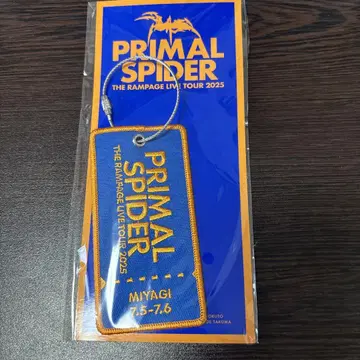 PRIMAL
SPIDER
THE RAMPAGE LIVE TOUR 2025
PRIMAL
SPIDER
THE RAMPAGE LIVE TOUR 2025
MIYAGI
7.5-7.6